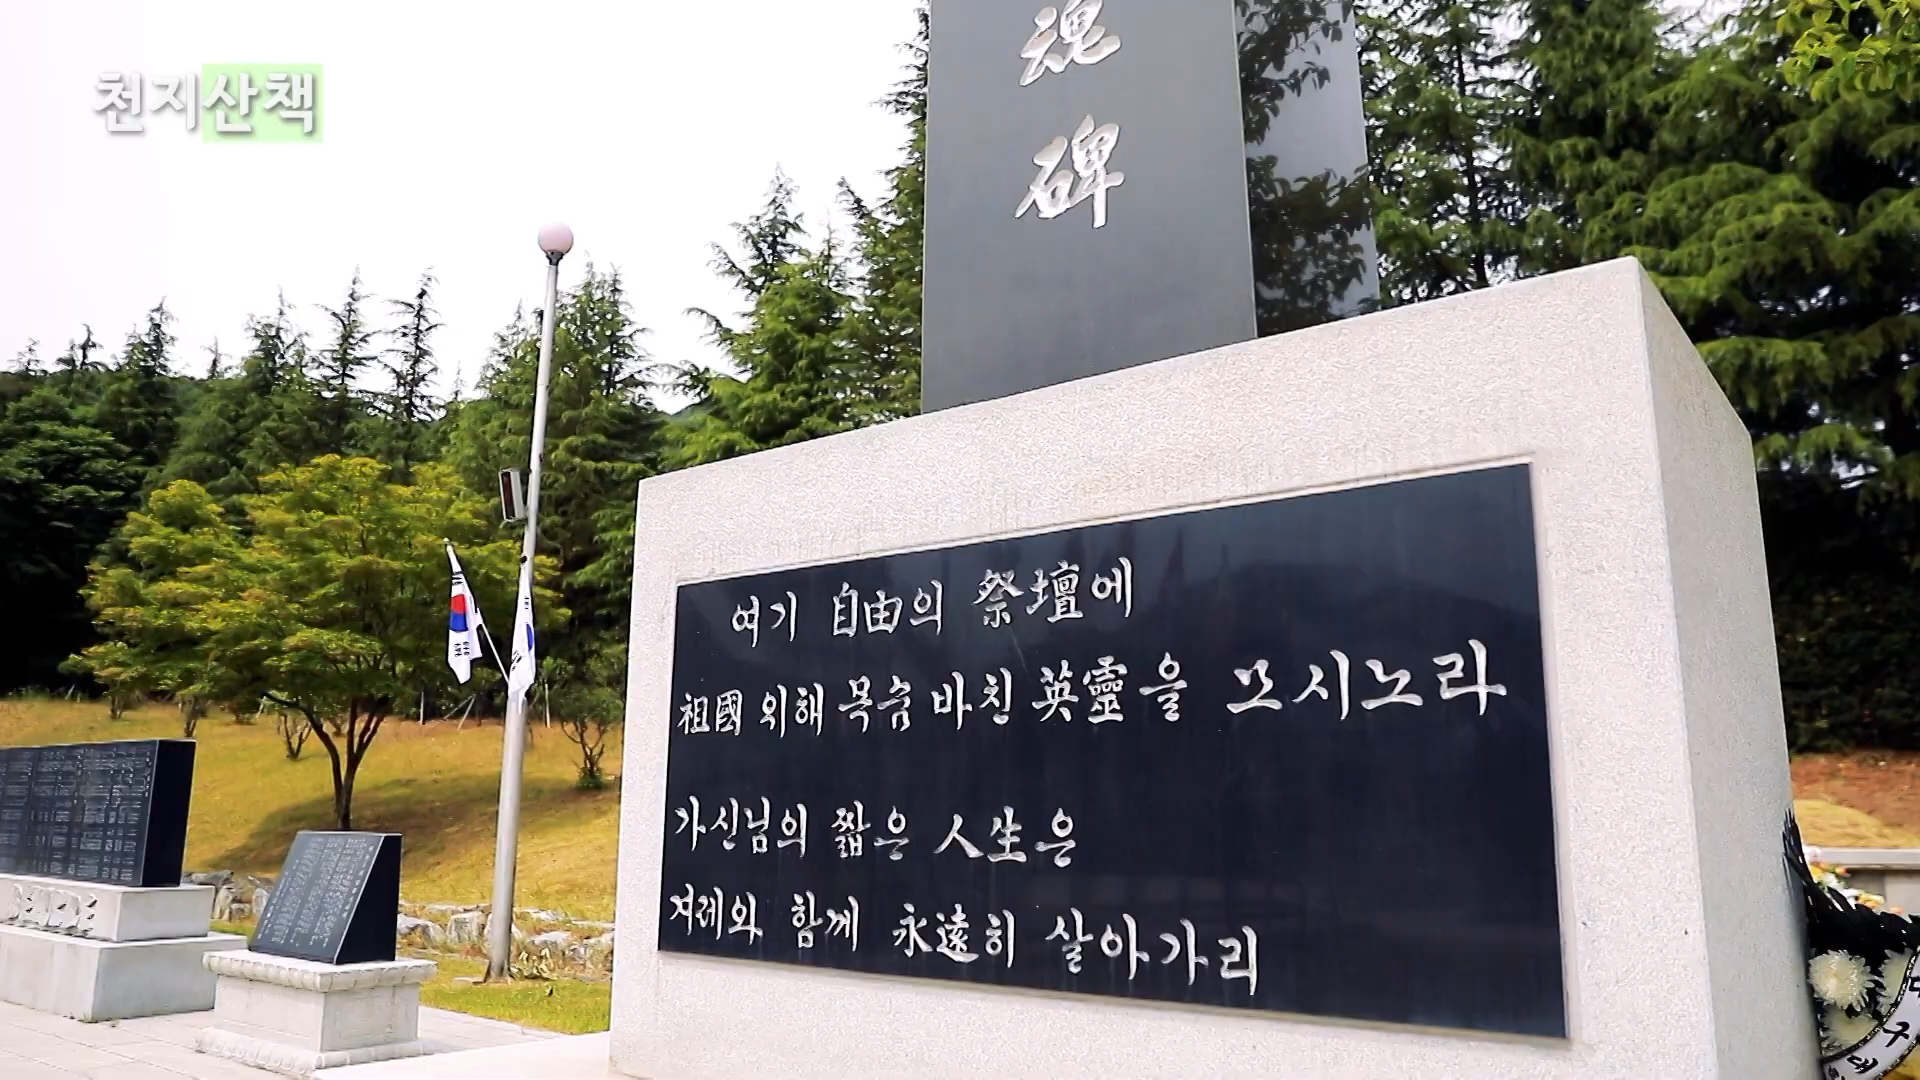 천지산책
魂
碑
여기 自由의 祭壇에
祖國 위해 목숨 바친 英靈을 모시노라
가신님의 짧은 人生은
겨레와 함께 永遠히 살아가리
구